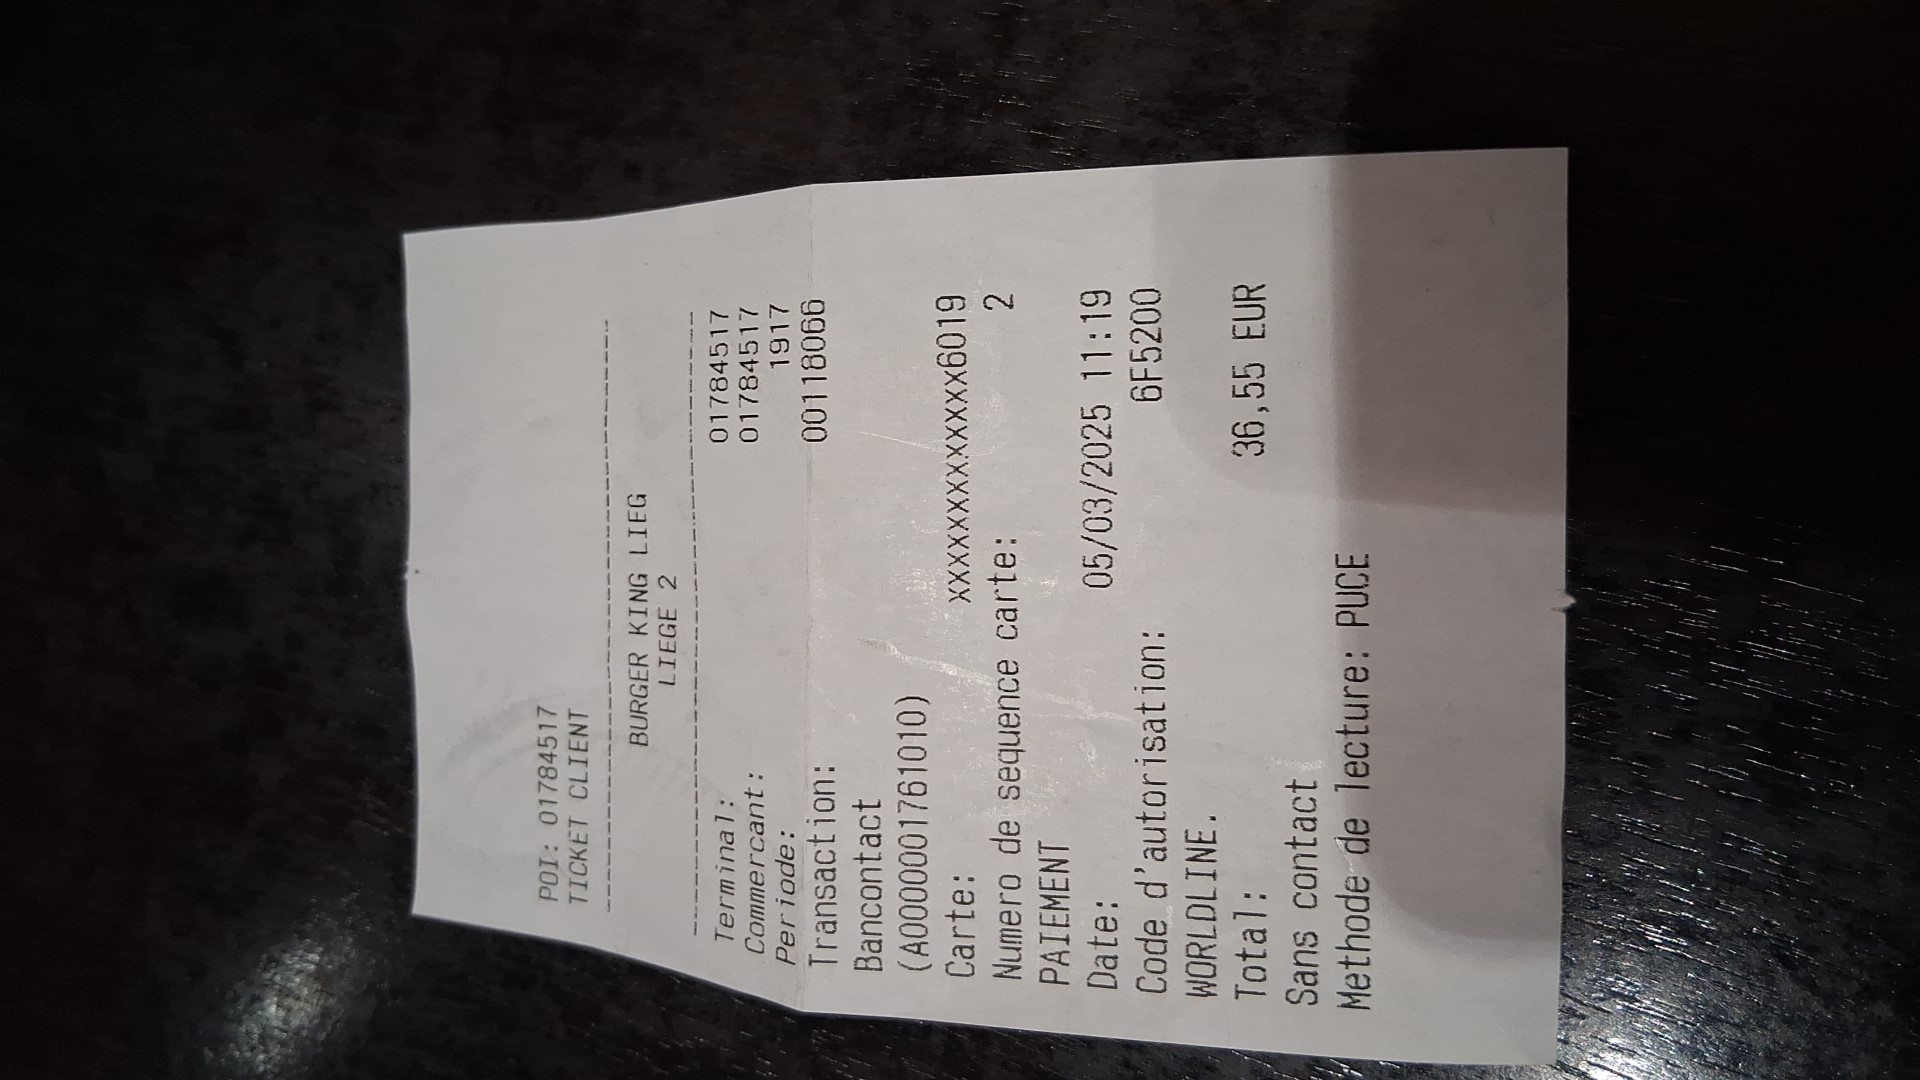 POI: 01784517
TICKET CLIENT
--------------------------------
BURGER KING LIEG
LIEGE 2
--------------------------------
Terminal: 01784517
Commercant: 01784517
Periode: 1917
Transaction: 00118066
Bancontact
(A0000001761010)
Carte: xxxxxxxxxxxxx6019
Numero de sequence carte: 2
PAIEMENT
Date: 05/03/2025 11:19
Code d'autorisation: 6F5200
WORLDLINE.
Total: 36,55 EUR
Sans contact
Methode de lecture: PUCE